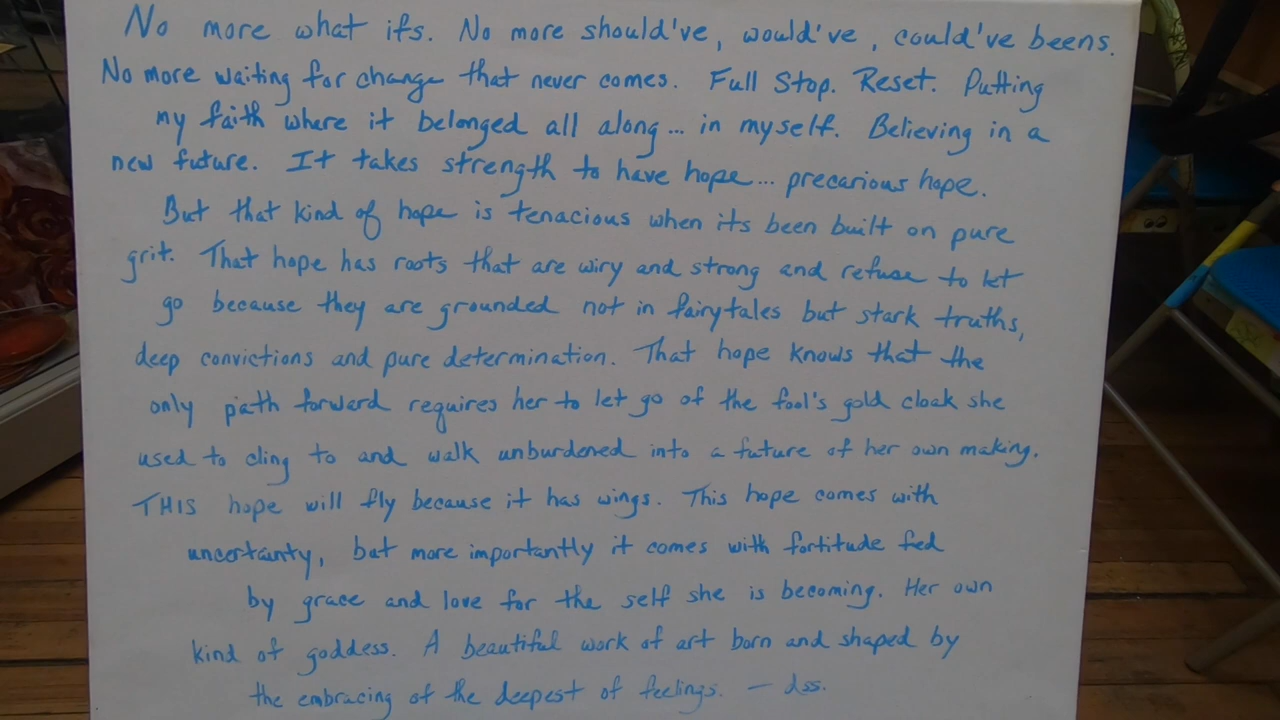 No more what ifs. No more should've, would've, could've beens.
No more waiting for change that never comes. Full Stop. Reset. Putting
my faith where it belonged all along... in myself. Believing in a
new future. It takes strength to have hope... precarious hope.
But that kind of hope is tenacious when its been built on pure
grit. That hope has roots that are wiry and strong and refuse to let
go because they are grounded not in fairytales but stark truths,
deep convictions and pure determination. That hope knows that the
only path forward requires her to let go of the fool's gold cloak she
used to cling to and walk unburdened into a future of her own making.
THIS hope will fly because it has wings. This hope comes with
uncertainty, but more importantly it comes with fortitude fed
by grace and love for the self she is becoming. Her own
kind of goddess. A beautiful work of art born and shaped by
the embracing of the deepest of feelings. — dss.